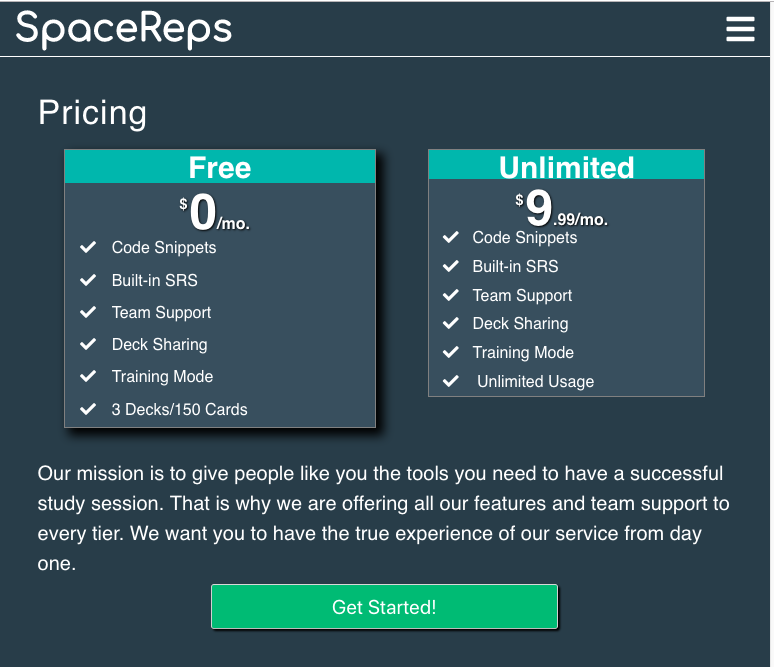 SpaceReps
Pricing
Free
$0/mo.
Code Snippets
Built-in SRS
Team Support
Deck Sharing
Training Mode
3 Decks/150 Cards
Unlimited
$9.99/mo.
Code Snippets
Built-in SRS
Team Support
Deck Sharing
Training Mode
Unlimited Usage
Our mission is to give people like you the tools you need to have a successful
study session. That is why we are offering all our features and team support to
every tier. We want you to have the true experience of our service from day
one.
Get Started!